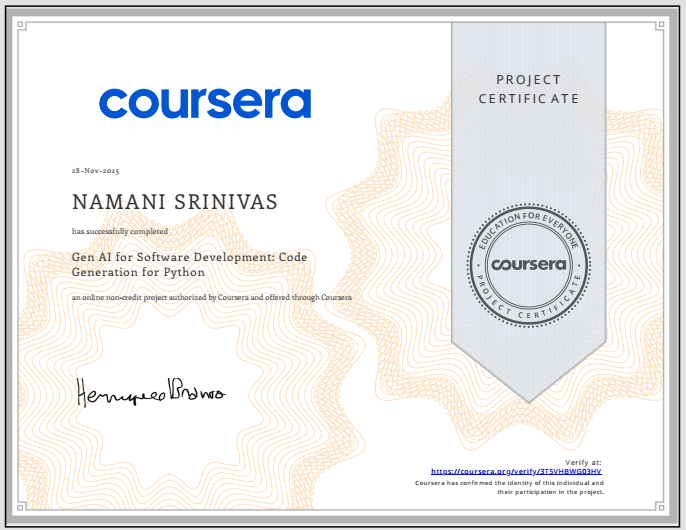 coursera
PROJECT
CERTIFICATE
28-Nov-2025
NAMANI SRINIVAS
has successfully completed
Gen AI for Software Development: Code
Generation for Python
an online non-credit project authorized by Coursera and offered through Coursera
EDUCATION FOR EVERYONE
coursera
PROJECT CERTIFICATE
Verify at:
https://coursera.org/verify/3T5VHBWG03HV
Coursera has confirmed the identity of this individual and
their participation in the project.